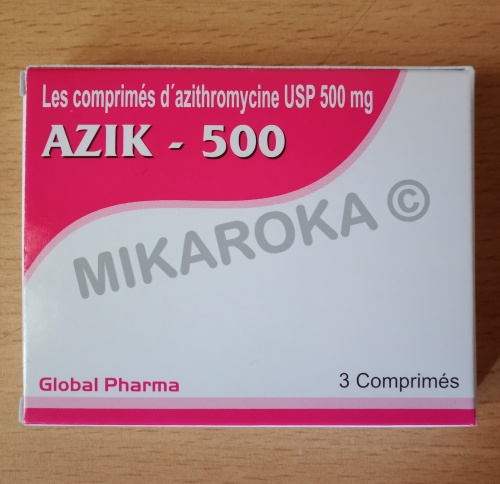 Les comprimés d´azithromycine USP 500 mg
AZIK - 500
MIKAROKA ©
Global Pharma
3 Comprimés